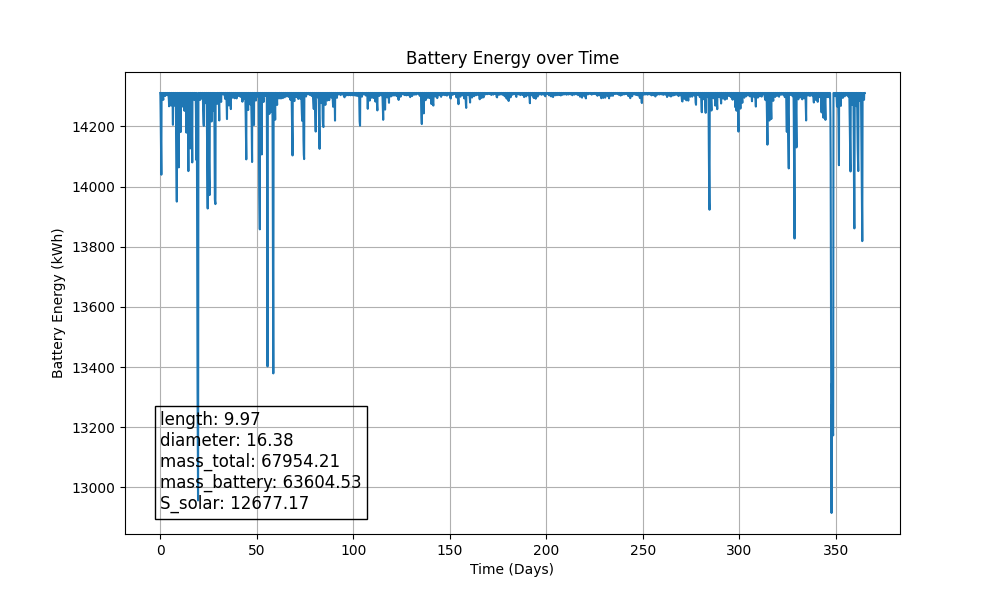 Battery Energy over Time
Battery Energy (kWh)
14200
14000
13800
13600
13400
13200
13000
length: 9.97
diameter: 16.38
mass_total: 67954.21
mass_battery: 63604.53
S_solar: 12677.17
0 50 100 150 200 250 300 350
Time (Days)